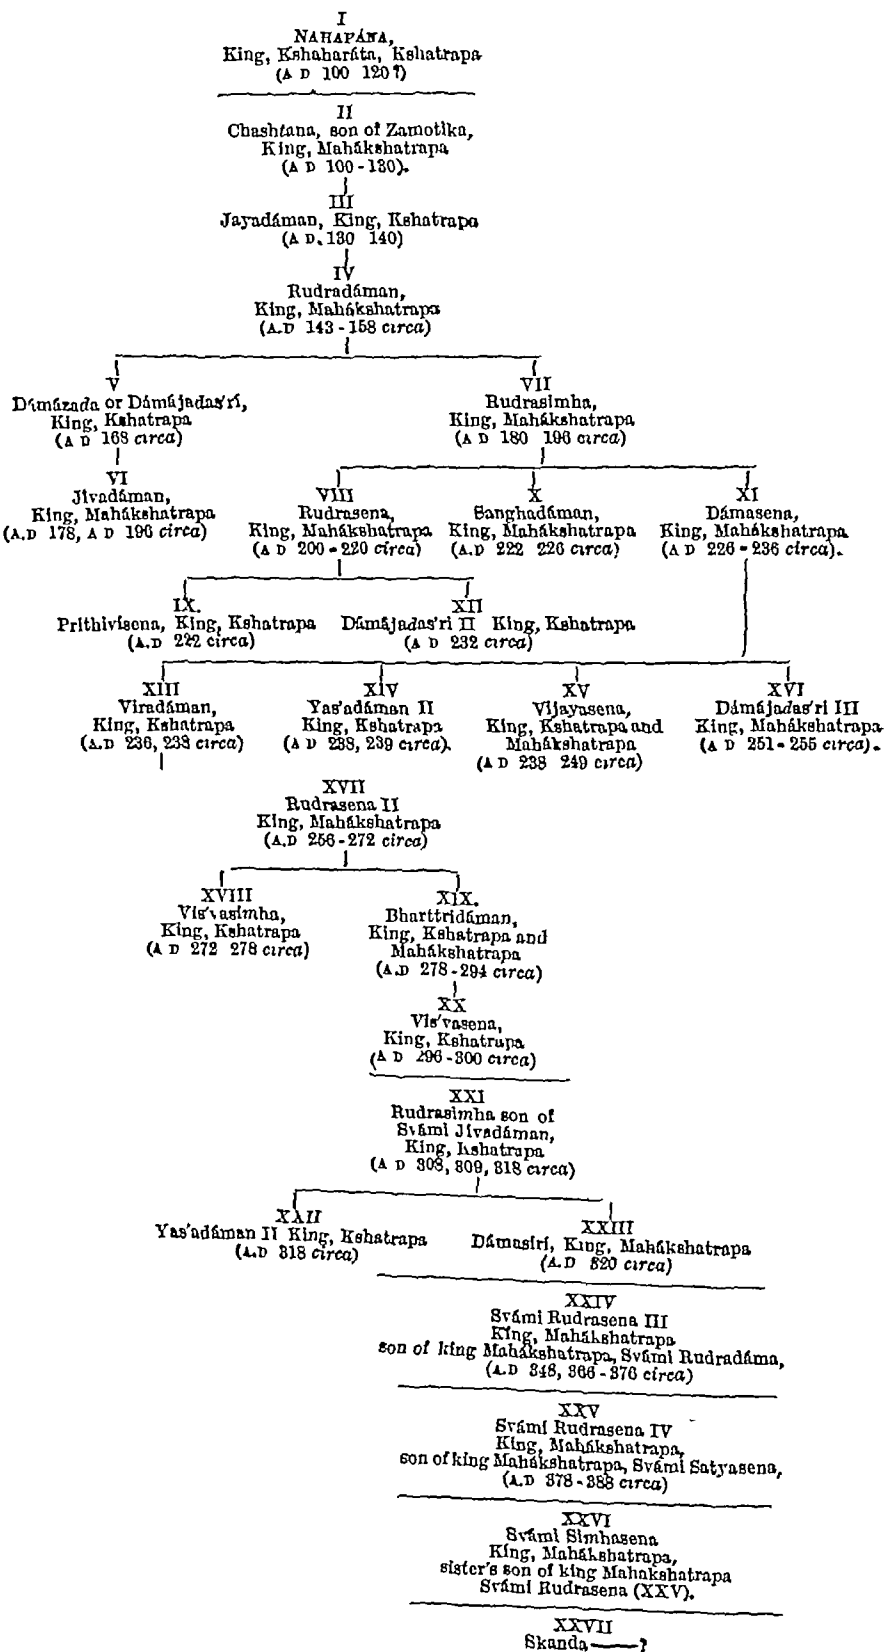 I
NAHAPÁNA,
King, Kshaharáta, Kshatrapa
(A D 100 120?)
II
Chashtana, son of Zamotika,
King, Mahákshatrapa
(A D 100-130).
III
Jayadáman, King, Kshatrapa
(A D. 130 140)
IV
Rudradáman,
King, Mahákshatrapa
(A.D 143-158 circa)
V
Dámázada or Dámájadas'rí,
King, Kshatrapa
(A D 168 circa)
VII
Rudrasimha,
King, Mahákshatrapa
(A D 180 196 circa)
VI
Jívadáman,
King, Mahákshatrapa
(A.D 178, A D 196 circa)
VIII
Rudrasena,
King, Mahákshatrapa
(A D 200-220 circa)
X
Sanghadáman,
King, Mahákshatrapa
(A.D 222 226 circa)
XI
Dámasena,
King, Mahákshatrapa
(A D 226-236 circa).
IX.
Prithivísena, King, Kshatrapa
(A.D 222 circa)
XII
Dámájadas'ri II King, Kshatrapa
(A D 232 circa)
XIII
Viradáman,
King, Kshatrapa
(A.D 236, 238 circa)
XIV
Yas'adáman II
King, Kshatrapa
(A D 238, 239 circa).
XV
Vijayasena,
King, Kshatrapa and
Mahákshatrapa
(A D 238 249 circa)
XVI
Dámájadas'ri III
King, Mahákshatrapa
(A D 251-255 circa).
XVII
Rudrasena II
King, Mahákshatrapa
(A.D 256-272 circa)
XVIII
Vis'vasimha,
King, Kshatrapa
(A D 272 278 circa)
XIX.
Bharttridáman,
King, Kshatrapa and
Mahákshatrapa
(A.D 278-294 circa)
XX
Vis'vasena,
King, Kshatrapa
(A D 296-300 circa)
XXI
Rudrasimha son of
Svámi Jívadáman,
King, Kshatrapa
(A D 308, 309, 318 circa)
XXII
Yas'adáman II King, Kshatrapa
(A.D 318 circa)
XXIII
Dámasiri, King, Mahákshatrapa
(A.D 320 circa)
XXIV
Svámi Rudrasena III
King, Mahákshatrapa
son of king Mahákshatrapa, Svámi Rudradáma,
(A.D 348, 366-376 circa)
XXV
Svámi Rudrasena IV
King, Mahákshatrapa,
son of king Mahákshatrapa, Svámi Satyasena,
(A.D 378-388 circa)
XXVI
Svámi Simhasena
King, Mahákshatrapa,
sister's son of king Mahakshatrapa
Svámi Rudrasena (XXV).
XXVII
Skanda——?